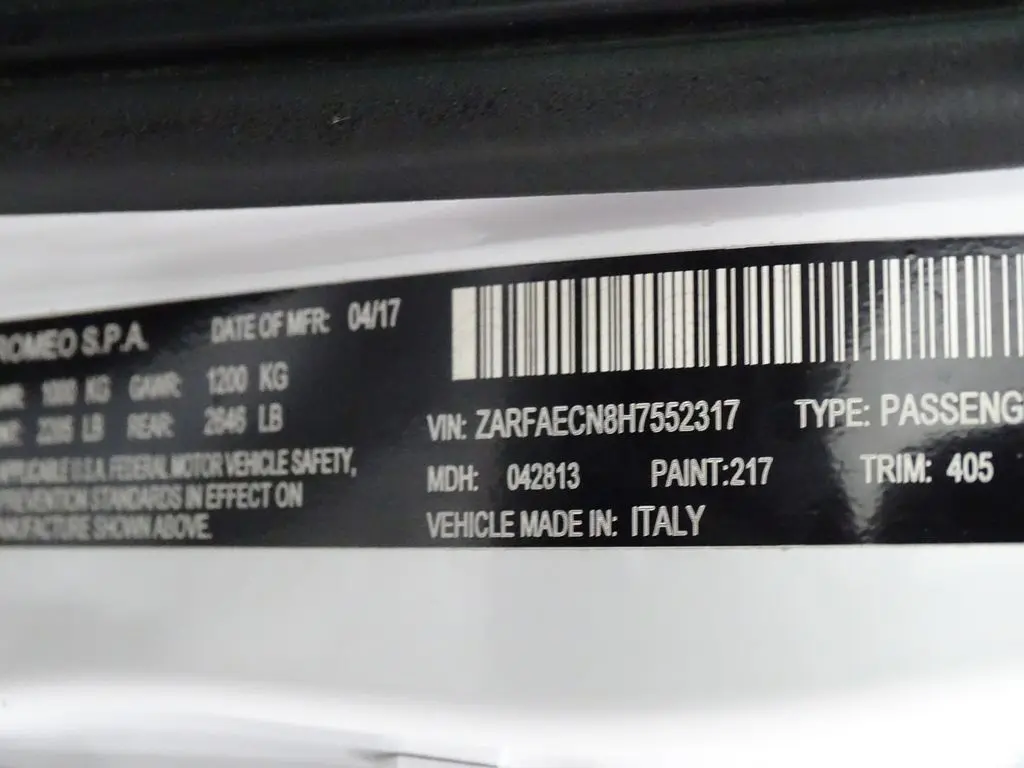 ROMEO S.P.A. DATE OF MFR: 04/17
1000 KG GAWR: 1200 KG
LB REAR: 2646 LB
APPLICABLE U.S.A. FEDERAL MOTOR VEHICLE SAFETY,
PREVENTION STANDARDS IN EFFECT ON
MANUFACTURE SHOWN ABOVE.
VIN: ZARFAECN8H7552317 TYPE: PASSENG
MDH: 042813 PAINT:217 TRIM: 405
VEHICLE MADE IN: ITALY